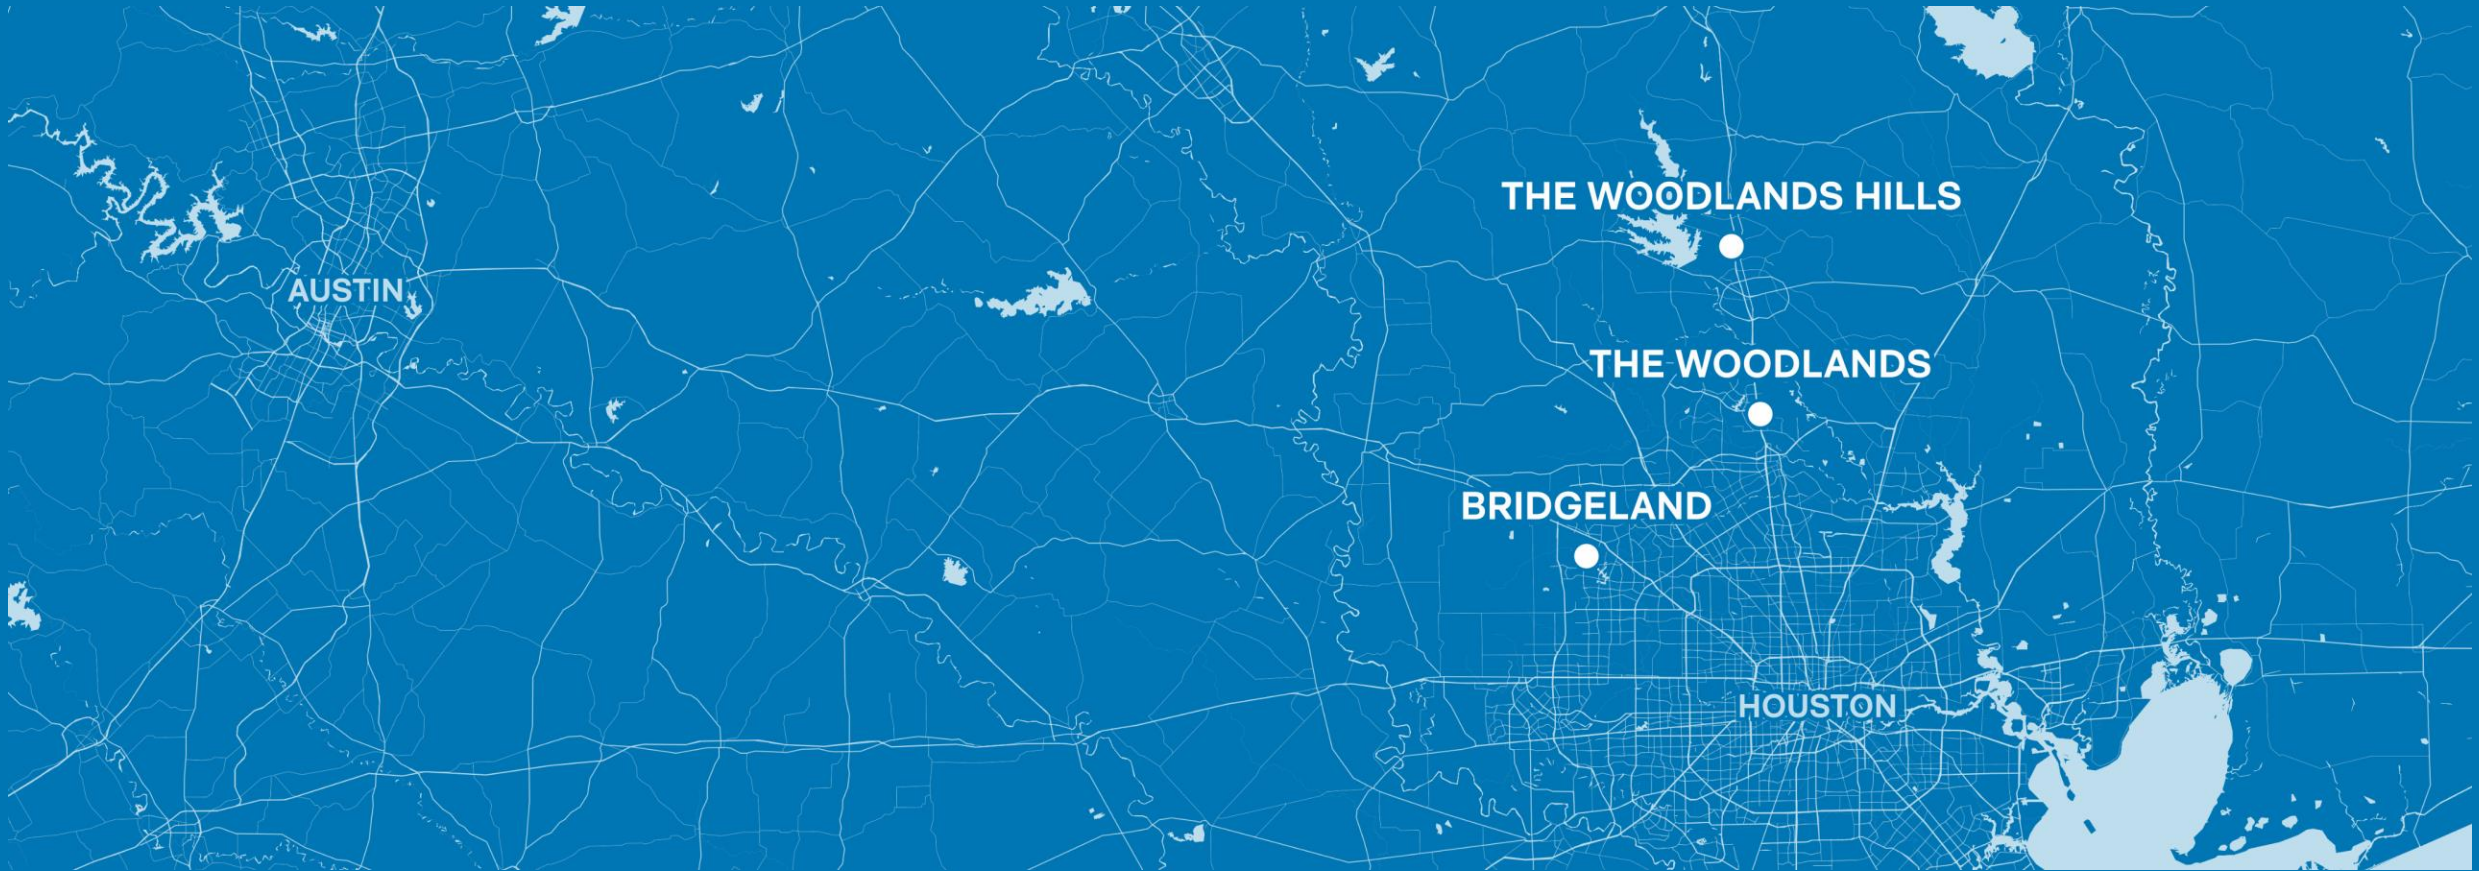 THE WOODLANDS HILLS
AUSTIN
THE WOODLANDS
BRIDGELAND
HOUSTON